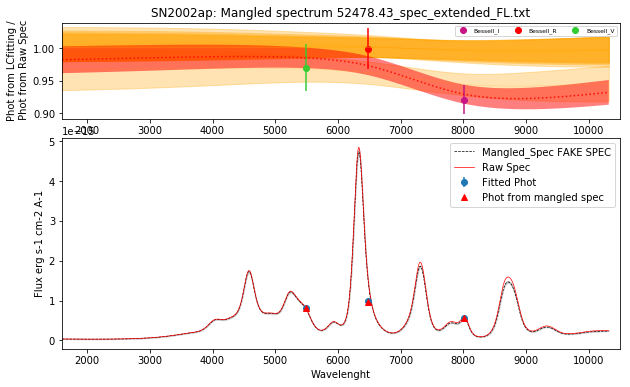 SN2002ap: Mangled spectrum 52478.43_spec_extended_FL.txt
Phot from LCfitting /
Phot from Raw Spec
1.00
0.95
0.90
Bessell_I
Bessell_R
Bessell_V
2000 3000 4000 5000 6000 7000 8000 9000 10000
1e−15
Flux erg s-1 cm-2 A-1
5
4
3
2
1
0
Mangled_Spec FAKE SPEC
Raw Spec
Fitted Phot
Phot from mangled spec
2000 3000 4000 5000 6000 7000 8000 9000 10000
Wavelenght